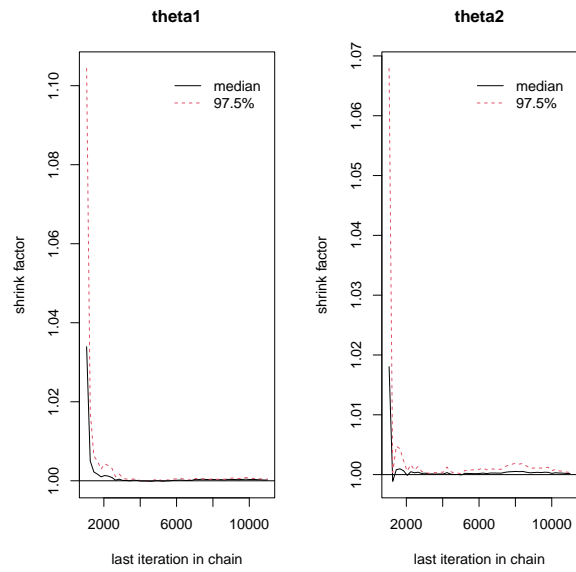 theta1
median
97.5%
shrink factor
1.00
1.02
1.04
1.06
1.08
1.10
2000
6000
10000
last iteration in chain
theta2
median
97.5%
shrink factor
1.00
1.01
1.02
1.03
1.04
1.05
1.06
1.07
2000
6000
10000
last iteration in chain